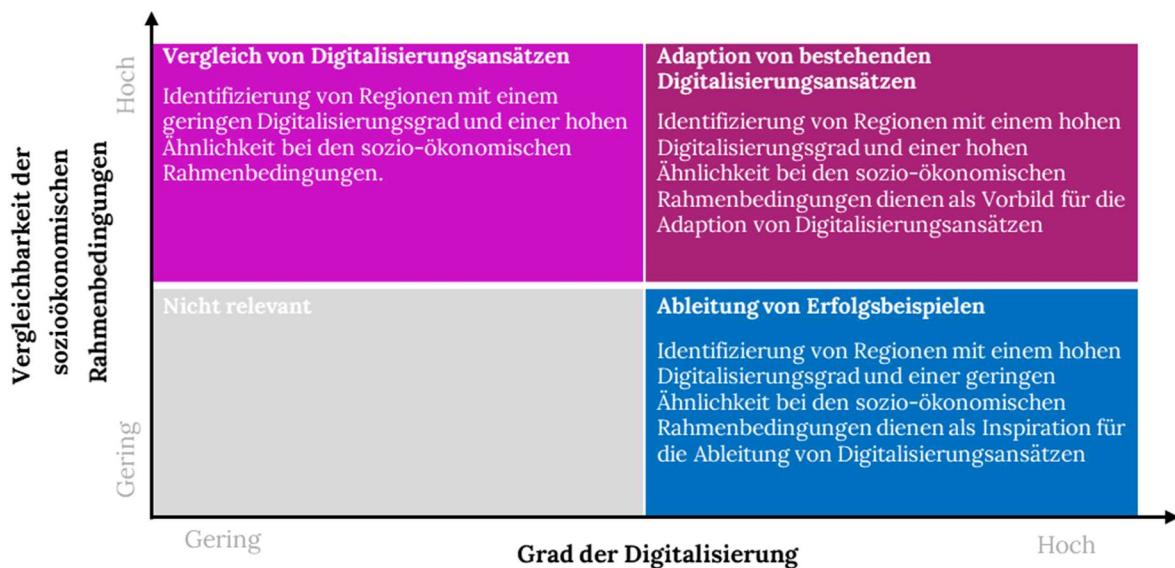 Vergleichbarkeit der
sozioökonomischen
Rahmenbedingungen
Hoch
Gering
Vergleich von Digitalisierungsansätzen
Identifizierung von Regionen mit einem
geringen Digitalisierungsgrad und einer hohen
Ähnlichkeit bei den sozio-ökonomischen
Rahmenbedingungen.
Adaption von bestehenden
Digitalisierungsansätzen
Identifizierung von Regionen mit einem hohen
Digitalisierungsgrad und einer hohen
Ähnlichkeit bei den sozio-ökonomischen
Rahmenbedingungen dienen als Vorbild für die
Adaption von Digitalisierungsansätzen
Nicht relevant
Ableitung von Erfolgsbeispielen
Identifizierung von Regionen mit einem hohen
Digitalisierungsgrad und einer geringen
Ähnlichkeit bei den sozio-ökonomischen
Rahmenbedingungen dienen als Inspiration für
die Ableitung von Digitalisierungsansätzen
Gering
Grad der Digitalisierung
Hoch